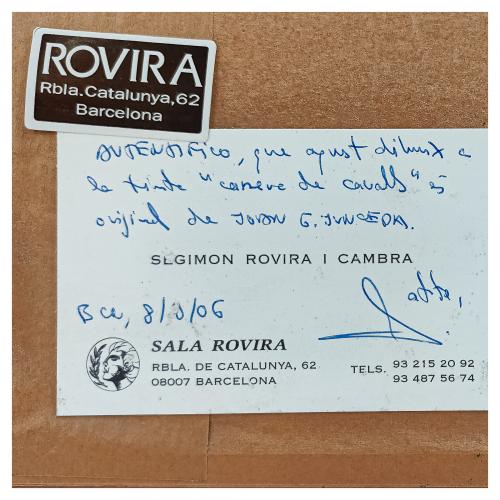 ROVIRA
Rbla.Catalunya,62
Barcelona
AUTENTIFICO, que aquest dibuix a
la tinta "carrera de cavalls" és
original de JOAN G. JUNCEDA.
SEGIMON ROVIRA I CAMBRA
Bcn, 8/3/06
SALA ROVIRA
RBLA. DE CATALUNYA, 62
08007 BARCELONA
TELS. 93 215 20 92
93 487 56 74